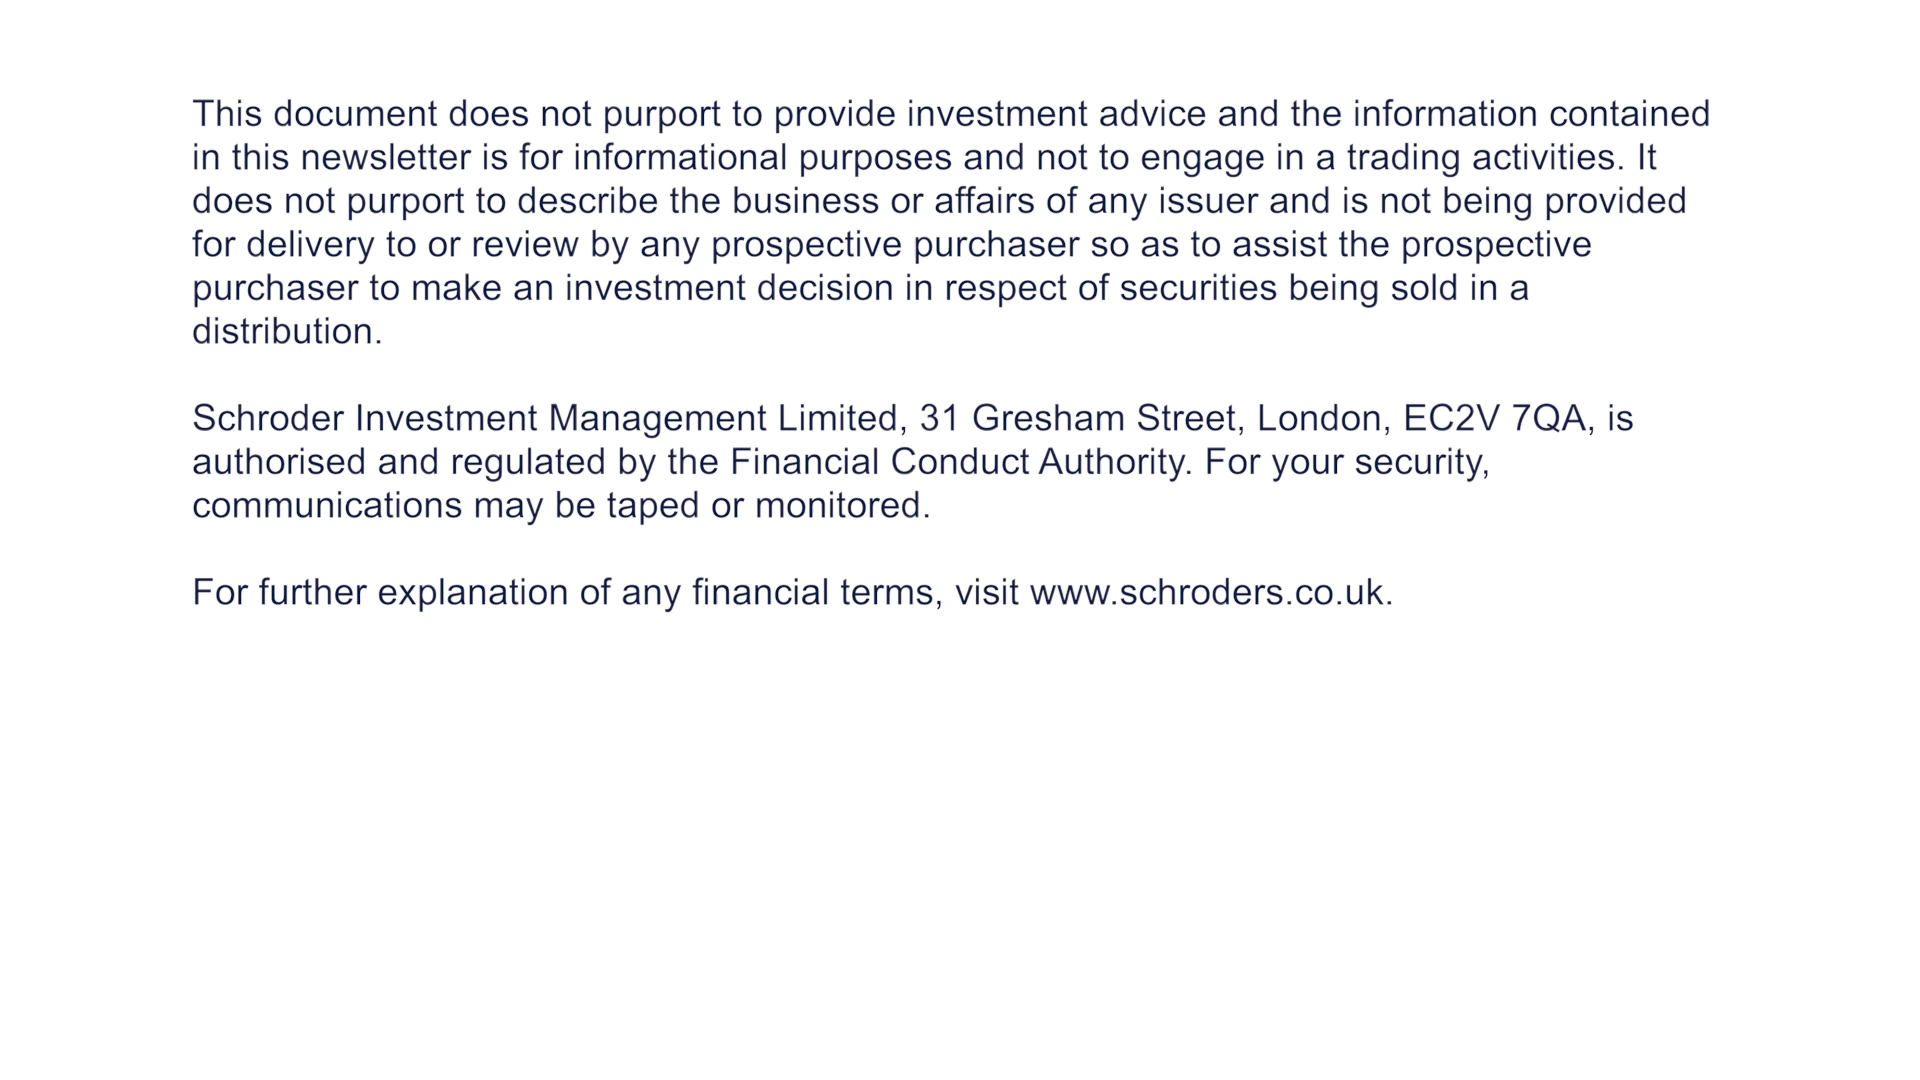 This document does not purport to provide investment advice and the information contained
in this newsletter is for informational purposes and not to engage in a trading activities. It
does not purport to describe the business or affairs of any issuer and is not being provided
for delivery to or review by any prospective purchaser so as to assist the prospective
purchaser to make an investment decision in respect of securities being sold in a
distribution.
Schroder Investment Management Limited, 31 Gresham Street, London, EC2V 7QA, is
authorised and regulated by the Financial Conduct Authority. For your security,
communications may be taped or monitored.
For further explanation of any financial terms, visit www.schroders.co.uk.